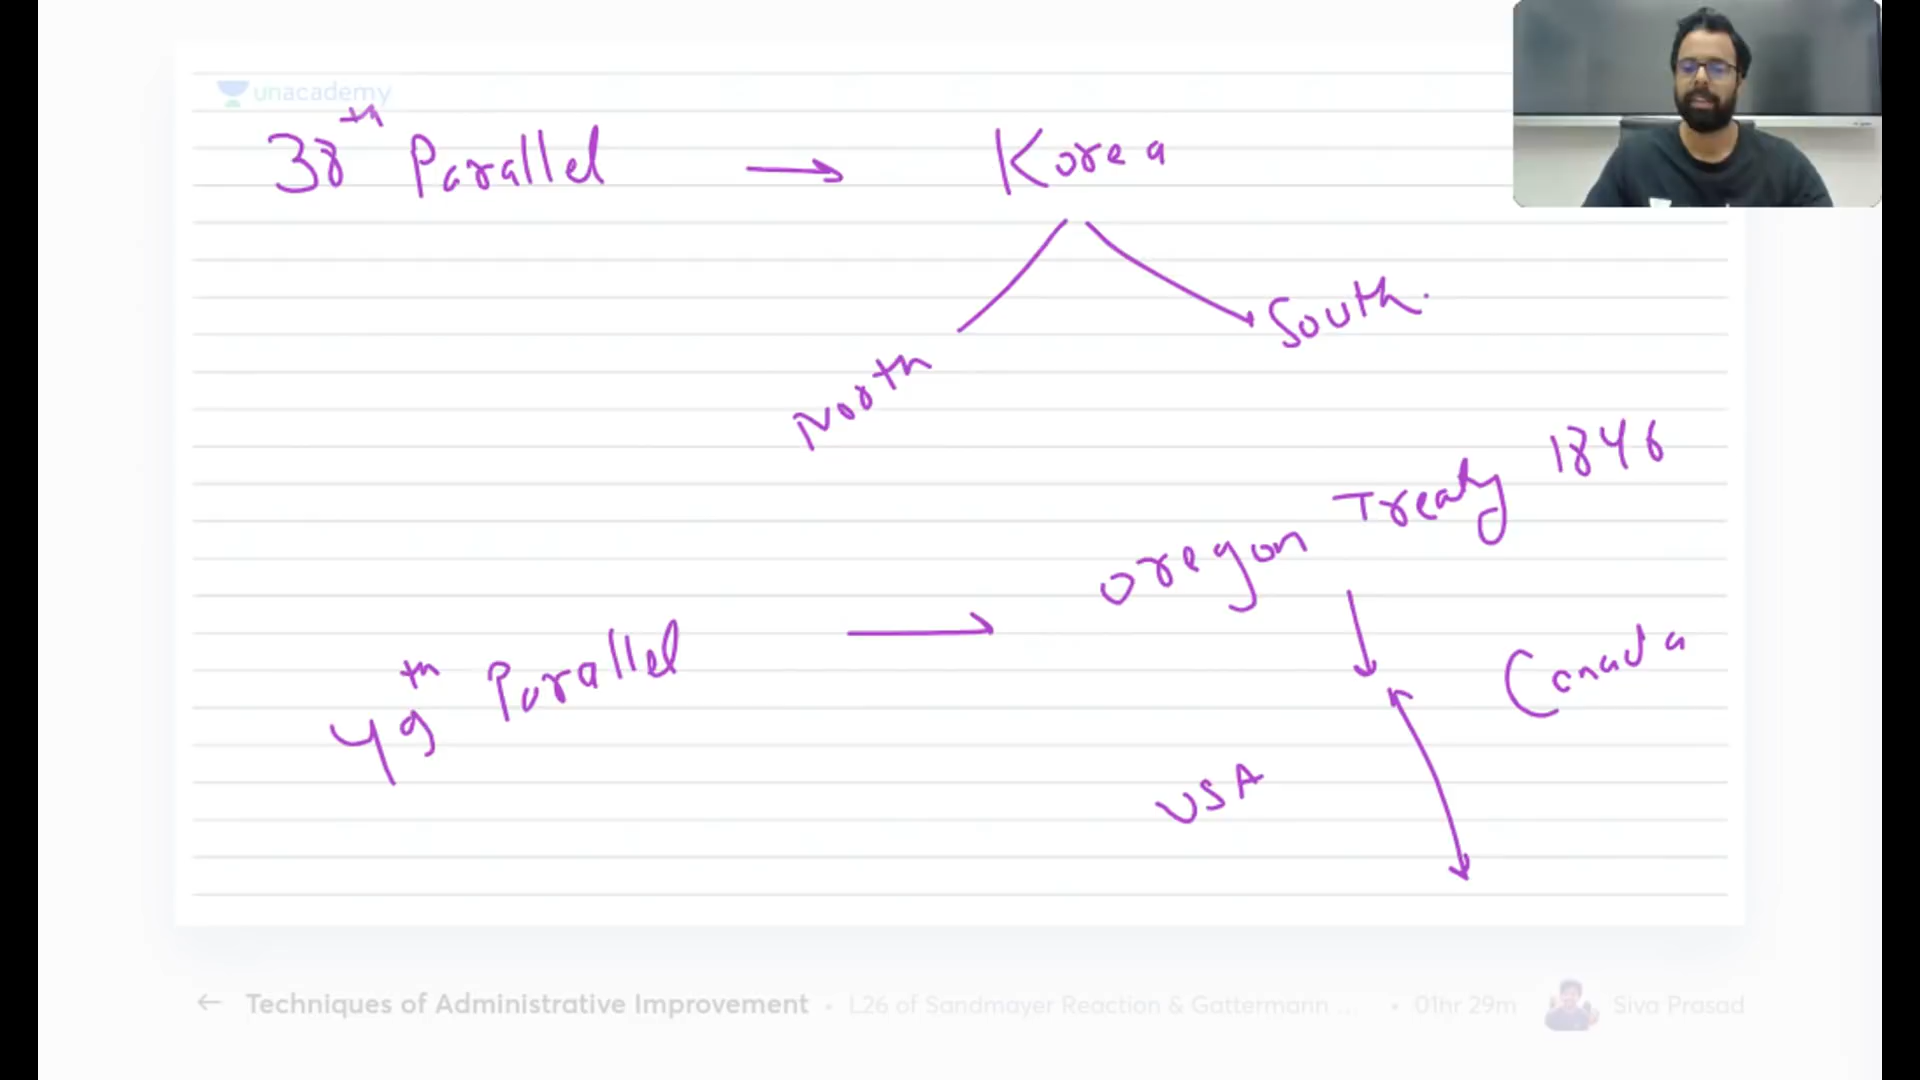 unacademy
38th Parallel → Korea
North South.
49th Parallel → Oregon Treaty 1846
USA Canada
← Techniques of Administrative Improvement • L26 of Sandmayer Reaction & Gattermann ... • 01hr 29m Siva Prasad